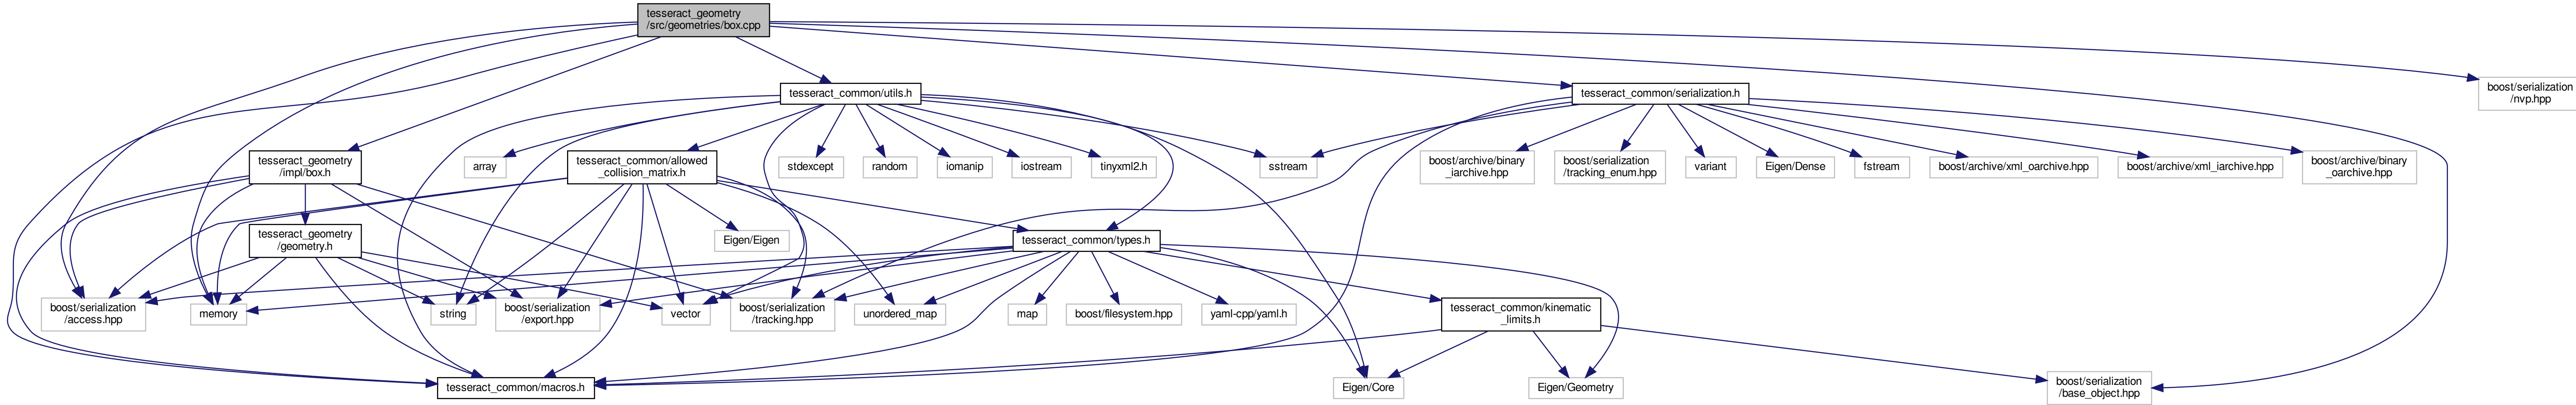 tesseract_geometry
/src/geometries/box.cpp
tesseract_common/utils.h
tesseract_common/serialization.h
boost/serialization
/nvp.hpp
tesseract_geometry
/impl/box.h
array
tesseract_common/allowed
_collision_matrix.h
stdexcept
random
iomanip
iostream
tinyxml2.h
sstream
boost/archive/binary
_iarchive.hpp
boost/serialization
/tracking_enum.hpp
variant
Eigen/Dense
fstream
boost/archive/xml_oarchive.hpp
boost/archive/xml_iarchive.hpp
boost/archive/binary
_oarchive.hpp
tesseract_geometry
/geometry.h
Eigen/Eigen
tesseract_common/types.h
boost/serialization
/access.hpp
memory
string
boost/serialization
/export.hpp
vector
boost/serialization
/tracking.hpp
unordered_map
map
boost/filesystem.hpp
yaml-cpp/yaml.h
tesseract_common/kinematic
_limits.h
tesseract_common/macros.h
Eigen/Core
Eigen/Geometry
boost/serialization
/base_object.hpp